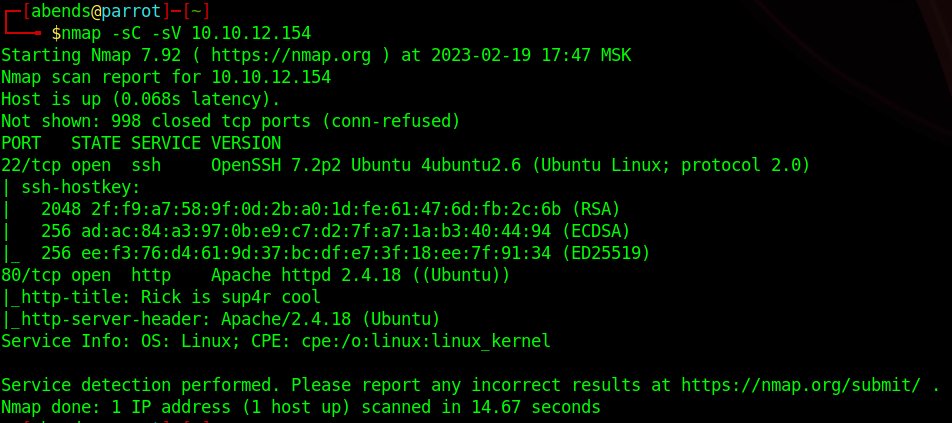 ┌─[abends@parrot]─[~]
└──╼ $nmap -sC -sV 10.10.12.154
Starting Nmap 7.92 ( https://nmap.org ) at 2023-02-19 17:47 MSK
Nmap scan report for 10.10.12.154
Host is up (0.068s latency).
Not shown: 998 closed tcp ports (conn-refused)
PORT   STATE SERVICE VERSION
22/tcp open  ssh     OpenSSH 7.2p2 Ubuntu 4ubuntu2.6 (Ubuntu Linux; protocol 2.0)
| ssh-hostkey:
|   2048 2f:f9:a7:58:9f:0d:2b:a0:1d:fe:61:47:6d:fb:2c:6b (RSA)
|   256 ad:ac:84:a3:97:0b:e9:c7:d2:7f:a7:1a:b3:40:44:94 (ECDSA)
|_  256 ee:f3:76:d4:61:9d:37:bc:df:e7:3f:18:ee:7f:91:34 (ED25519)
80/tcp open  http    Apache httpd 2.4.18 ((Ubuntu))
|_http-title: Rick is sup4r cool
|_http-server-header: Apache/2.4.18 (Ubuntu)
Service Info: OS: Linux; CPE: cpe:/o:linux:linux_kernel
Service detection performed. Please report any incorrect results at https://nmap.org/submit/ .
Nmap done: 1 IP address (1 host up) scanned in 14.67 seconds